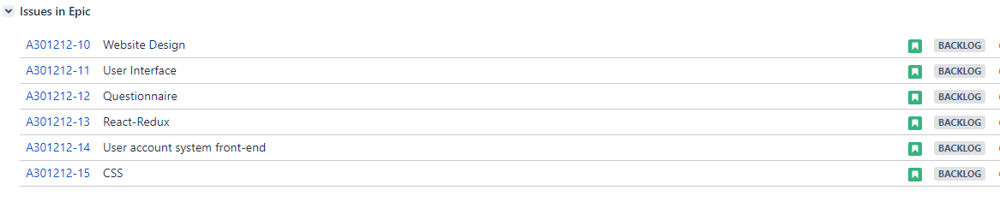 Issues in Epic
A301212-10 Website Design BACKLOG
A301212-11 User Interface BACKLOG
A301212-12 Questionnaire BACKLOG
A301212-13 React-Redux BACKLOG
A301212-14 User account system front-end BACKLOG
A301212-15 CSS BACKLOG